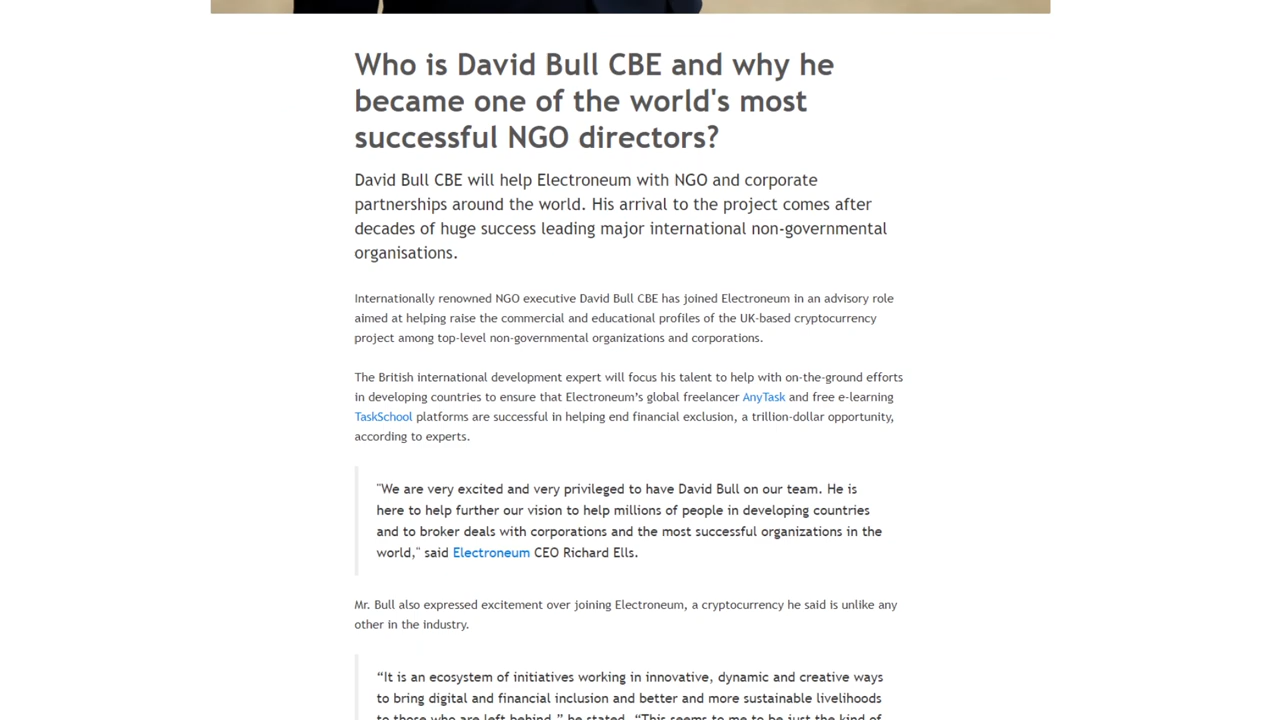 Who is David Bull CBE and why he
became one of the world's most
successful NGO directors?
David Bull CBE will help Electroneum with NGO and corporate
partnerships around the world. His arrival to the project comes after
decades of huge success leading major international non-governmental
organisations.
Internationally renowned NGO executive David Bull CBE has joined Electroneum in an advisory role
aimed at helping raise the commercial and educational profiles of the UK-based cryptocurrency
project among top-level non-governmental organizations and corporations.
The British international development expert will focus his talent to help with on-the-ground efforts
in developing countries to ensure that Electroneum’s global freelancer AnyTask and free e-learning
TaskSchool platforms are successful in helping end financial exclusion, a trillion-dollar opportunity,
according to experts.
"We are very excited and very privileged to have David Bull on our team. He is
here to help further our vision to help millions of people in developing countries
and to broker deals with corporations and the most successful organizations in the
world," said Electroneum CEO Richard Ells.
Mr. Bull also expressed excitement over joining Electroneum, a cryptocurrency he said is unlike any
other in the industry.
“It is an ecosystem of initiatives working in innovative, dynamic and creative ways
to bring digital and financial inclusion and better and more sustainable livelihoods
to those who are left behind,” he stated. “This seems to me to be just the kind of